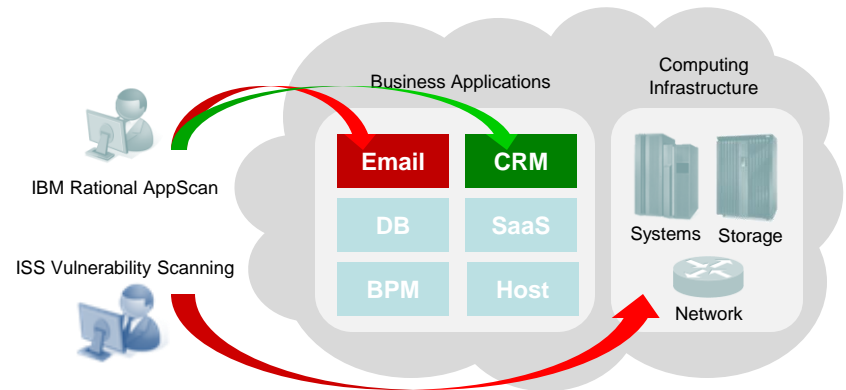 Business Applications
Computing
Infrastructure
Email
CRM
IBM Rational AppScan
DB
SaaS
Systems
Storage
ISS Vulnerability Scanning
BPM
Host
Network